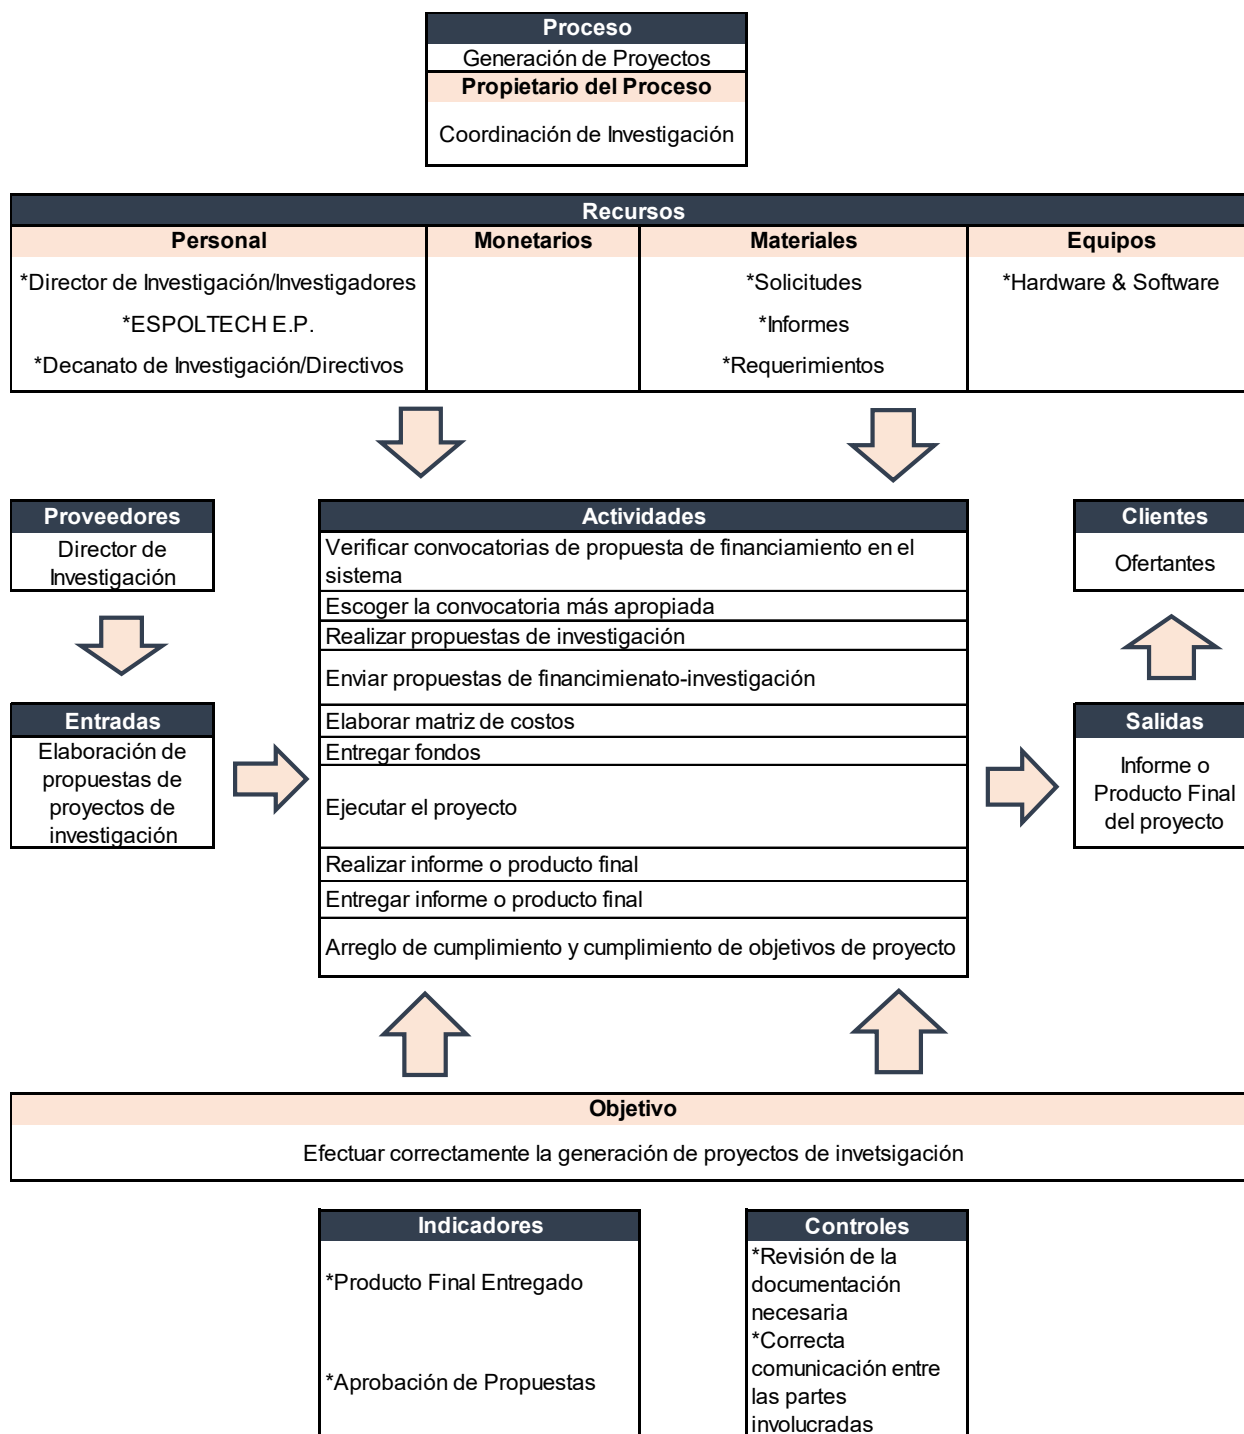 Proceso
Generación de Proyectos
Propietario del Proceso
Coordinación de Investigación
Recursos
Personal
Monetarios
Materiales
Equipos
*Director de Investigación/Investigadores
*Solicitudes
*Hardware & Software
*ESPOLTECH E.P.
*Informes
*Decanato de Investigación/Directivos
*Requerimientos
Proveedores
Director de
Investigación
Entradas
Elaboración de
propuestas de
proyectos de
investigación
Actividades
Verificar convocatorias de propuesta de financiamiento en el
sistema
Escoger la convocatoria más apropiada
Realizar propuestas de investigación
Enviar propuestas de financimienato-investigación
Elaborar matriz de costos
Entregar fondos
Ejecutar el proyecto
Realizar informe o producto final
Entregar informe o producto final
Arreglo de cumplimiento y cumplimiento de objetivos de proyecto
Clientes
Ofertantes
Salidas
Informe o
Producto Final
del proyecto
Objetivo
Efectuar correctamente la generación de proyectos de invetsigación
Indicadores
*Producto Final Entregado
*Aprobación de Propuestas
Controles
*Revisión de la
documentación
necesaria
*Correcta
comunicación entre
las partes
involucradas